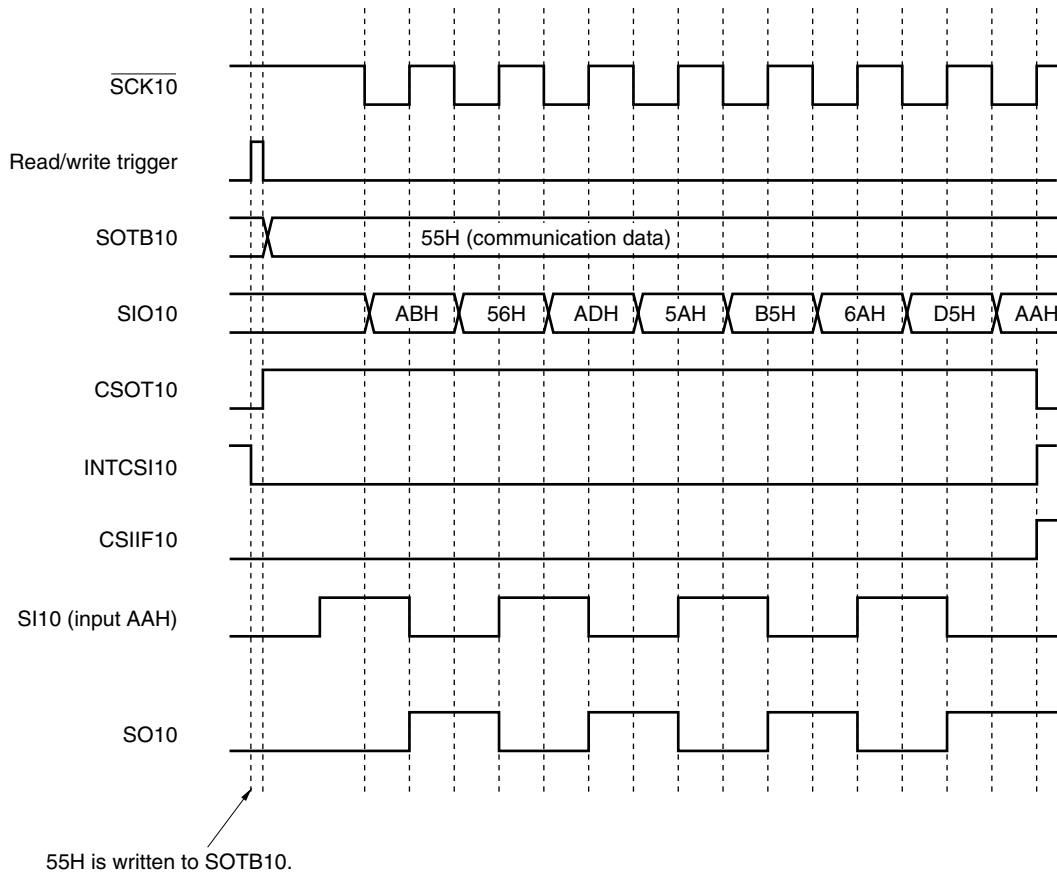 SCK10
Read/write trigger
SOTB10
55H (communication data)
SIO10
ABH
56H
ADH
5AH
B5H
6AH
D5H
AAH
CSOT10
INTCSI10
CSIIF10
SI10 (input AAH)
SO10
55H is written to SOTB10.